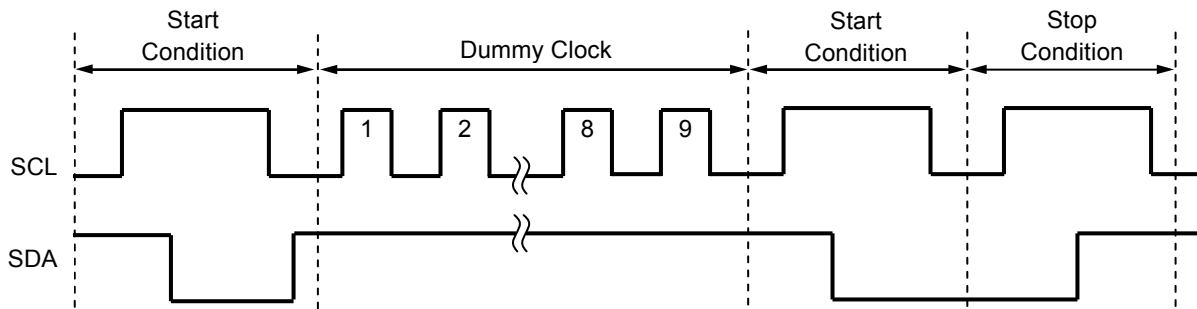 Start
Condition
Dummy Clock
Start
Condition
Stop
Condition
SCL
1 2 8 9
SDA